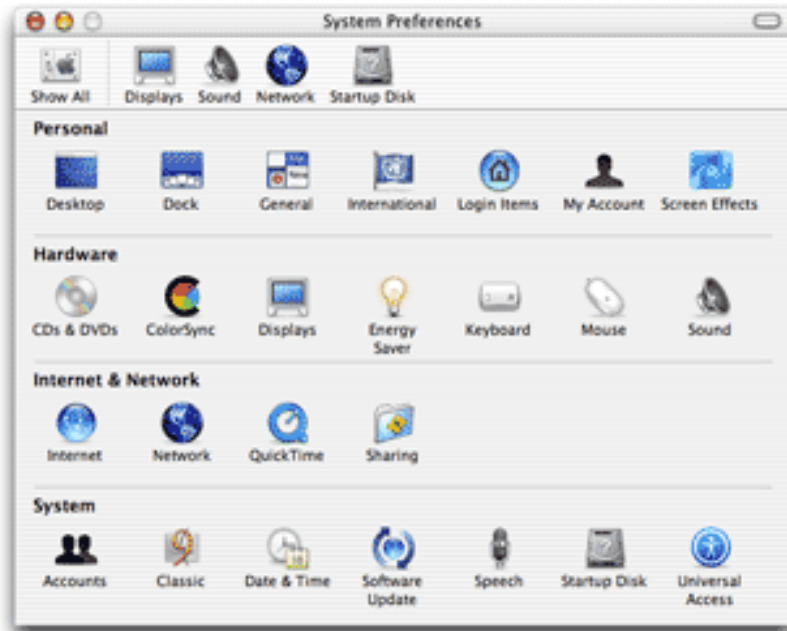 System Preferences
Show All Displays Sound Network Startup Disk
Personal
Desktop Dock General International Login Items My Account Screen Effects
Hardware
CDs & DVDs ColorSync Displays Energy Saver Keyboard Mouse Sound
Internet & Network
Internet Network QuickTime Sharing
System
Accounts Classic Date & Time Software Update Speech Startup Disk Universal Access